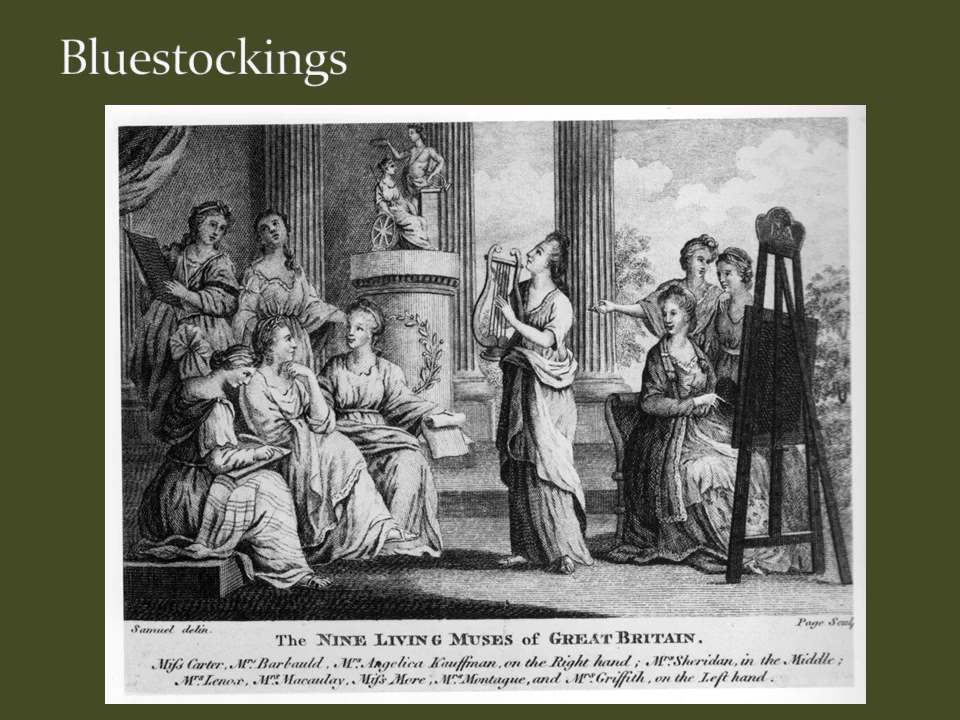 Bluestockings
Samuel delin.
Page Sculp
The NINE LIVING MUSES of GREAT BRITAIN.
Miſs Carter, Mrs. Barbauld, Mrs. Angelica Kauffman, on the Right hand; Mrs. Sheridan, in the Middle;
Mrs. Lenox, Mrs. Macaulay, Miſs More, Mrs. Montague, and Mrs. Griffith, on the Left hand.